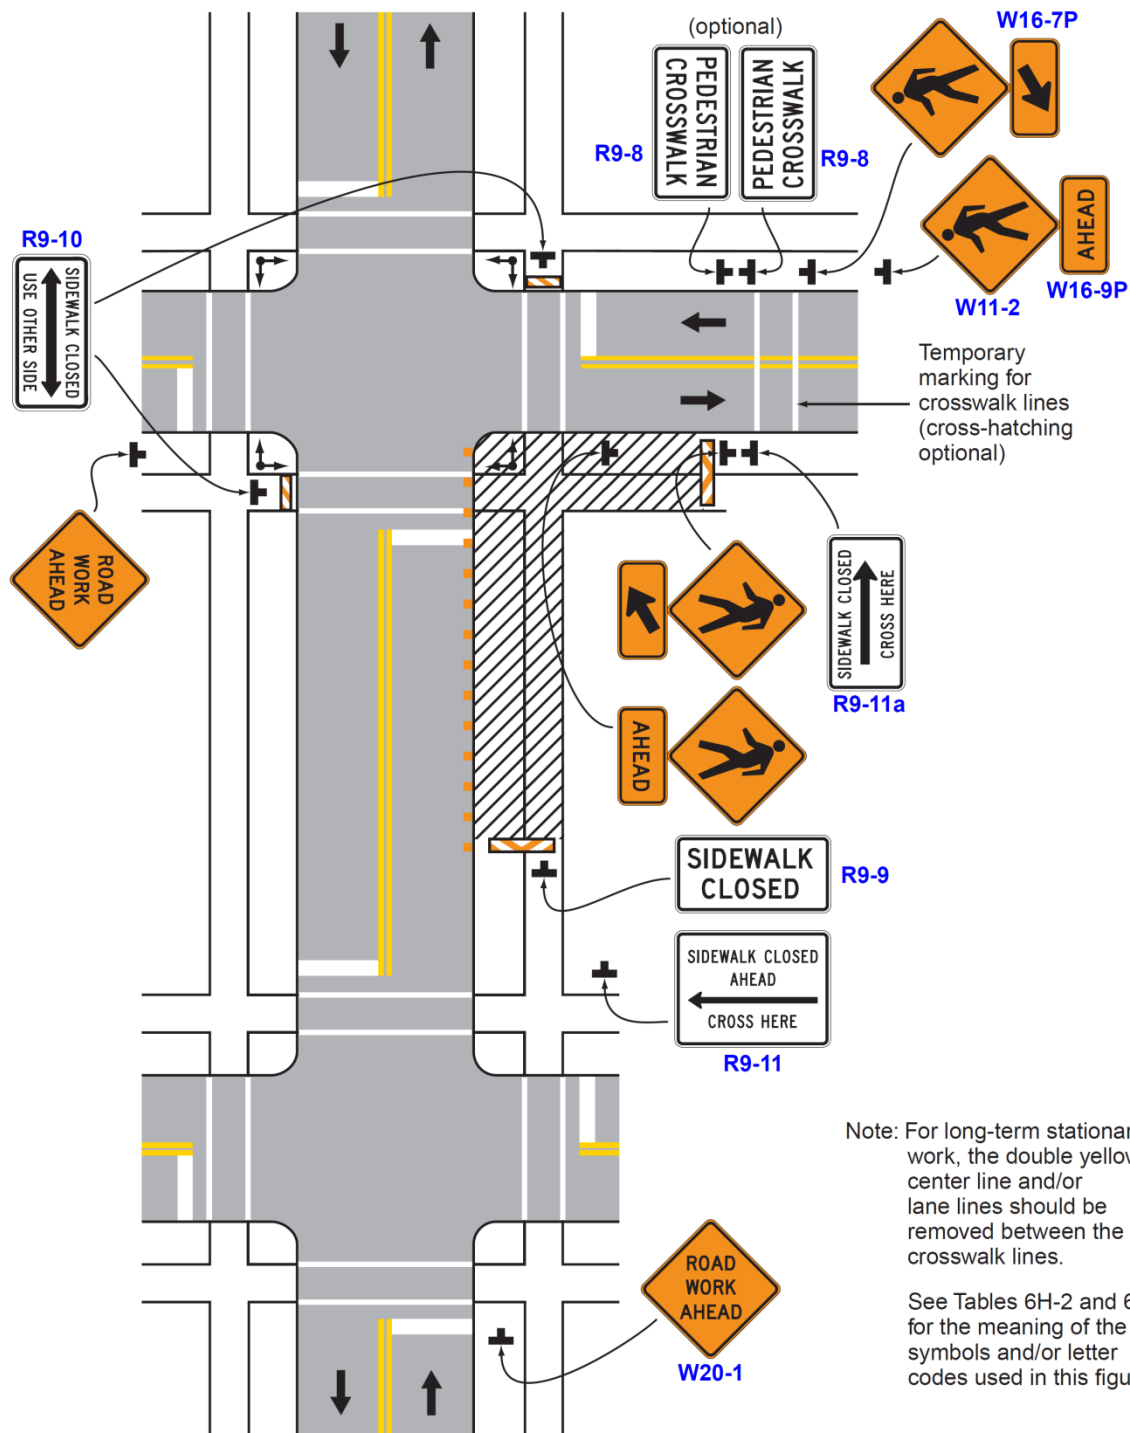 W16-7P
(optional)
PEDESTRIAN
CROSSWALK
PEDESTRIAN
CROSSWALK
R9-8
R9-8
AHEAD
W11-2
W16-9P
R9-10
SIDEWALK CLOSED
USE OTHER SIDE
Temporary
marking for
crosswalk lines
(cross-hatching
optional)
ROAD
WORK
AHEAD
SIDEWALK CLOSED
CROSS HERE
R9-11a
AHEAD
SIDEWALK
CLOSED
R9-9
SIDEWALK CLOSED
AHEAD
CROSS HERE
R9-11
Note: For long-term stationar
work, the double yellow
center line and/or
lane lines should be
removed between the
crosswalk lines.
ROAD
WORK
AHEAD
W20-1
See Tables 6H-2 and 6
for the meaning of the
symbols and/or letter
codes used in this figu